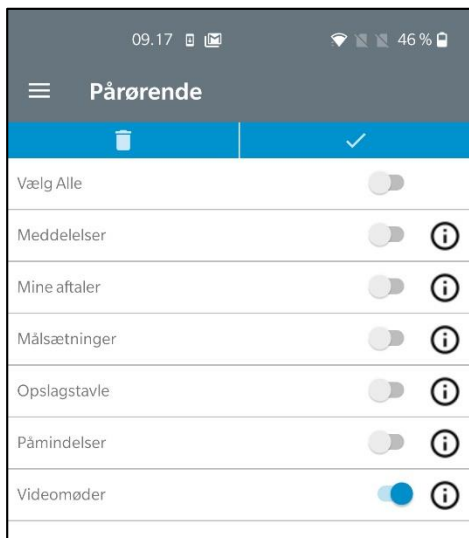 09.17 46 %
Pårørende
Vælg Alle
Meddelelser
Mine aftaler
Målsætninger
Opslagstavle
Påmindelser
Videomøder